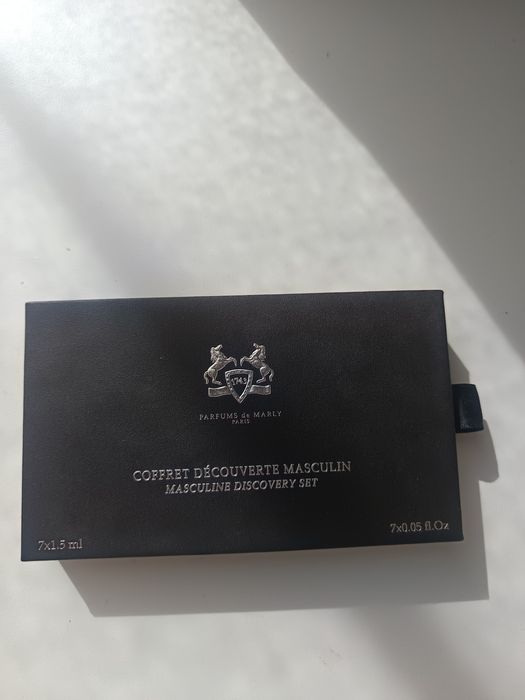 1743
PARFUMS de MARLY
PARIS
COFFRET DÉCOUVERTE MASCULIN
MASCULINE DISCOVERY SET
7x1.5 ml
7x0.05 fl.Oz